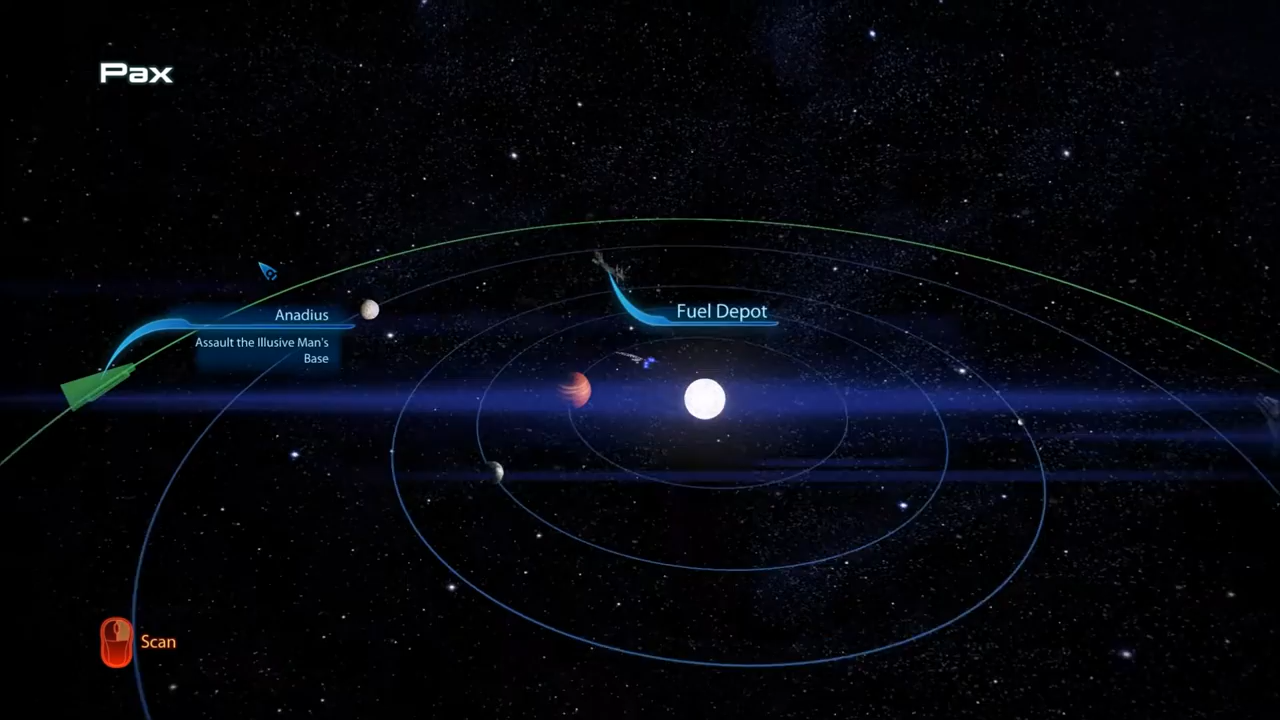 Pax
Fuel Depot
Anadius
Assault the Illusive Man's
Base
Scan